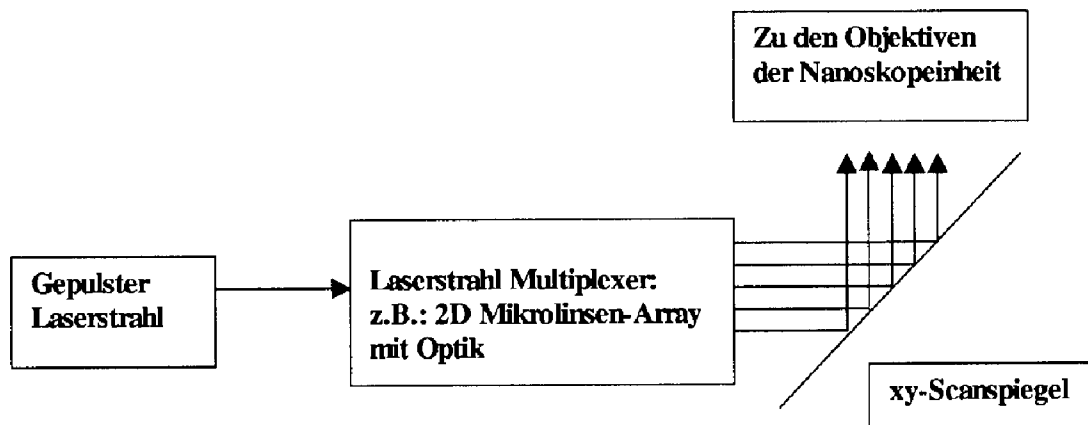 Zu den Objektiven
der Nanoskopeinheit
Gepulster
Laserstrahl
Laserstrahl Multiplexer:
z.B.: 2D Mikrolinsen-Array
mit Optik
xy-Scanspiegel